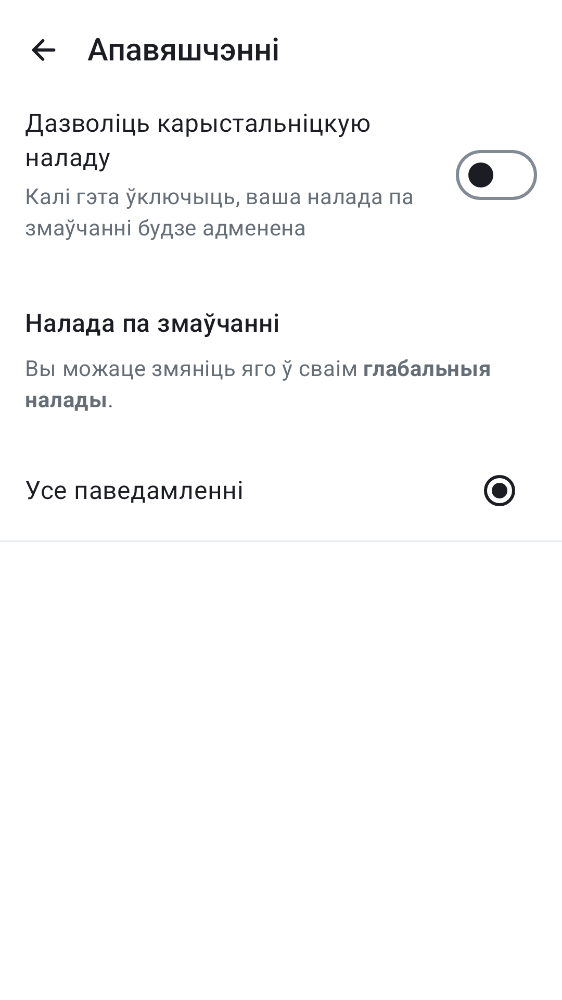 Апавяшчэнні
Дазволіць карыстальніцкую
наладу
Калі гэта ўключыць, ваша налада па
змаўчанні будзе адменена
Налада па змаўчанні
Вы можаце змяніць яго ў сваім глабальныя
налады.
Усе паведамленні